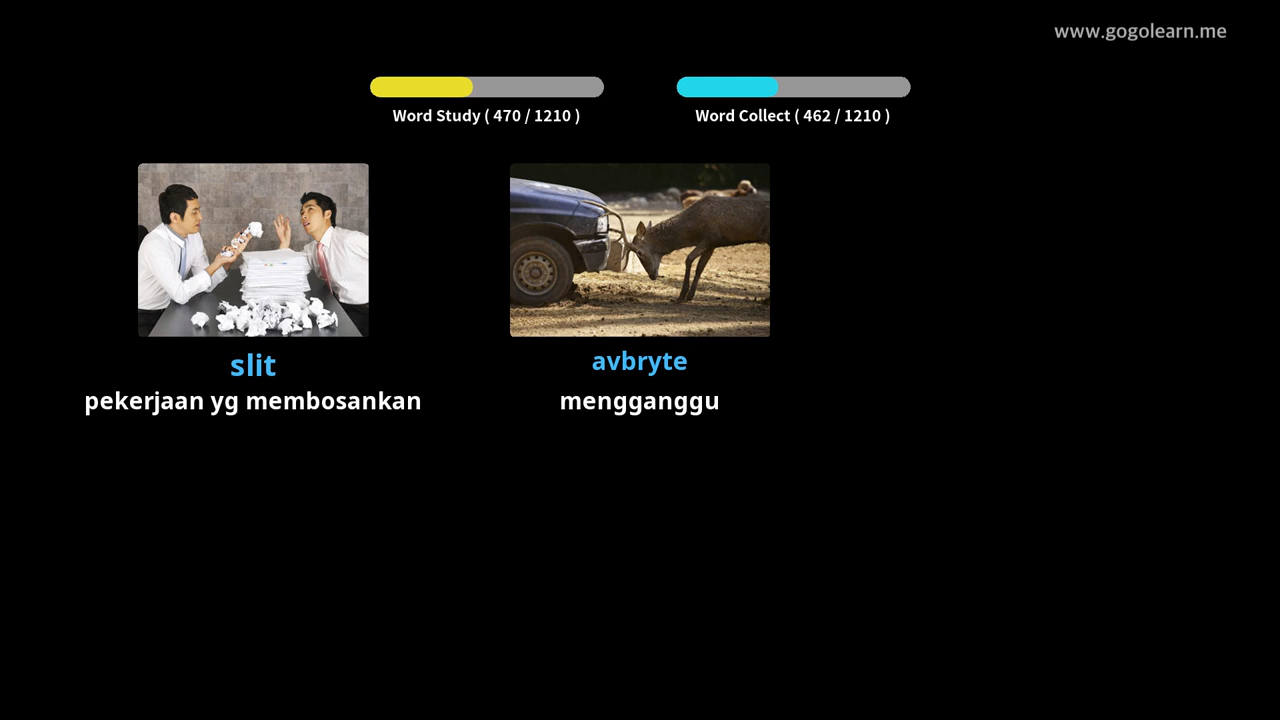 www.gogolearn.me
Word Study ( 470 / 1210 )
Word Collect ( 462 / 1210 )
slit
pekerjaan yg membosankan
avbryte
mengganggu